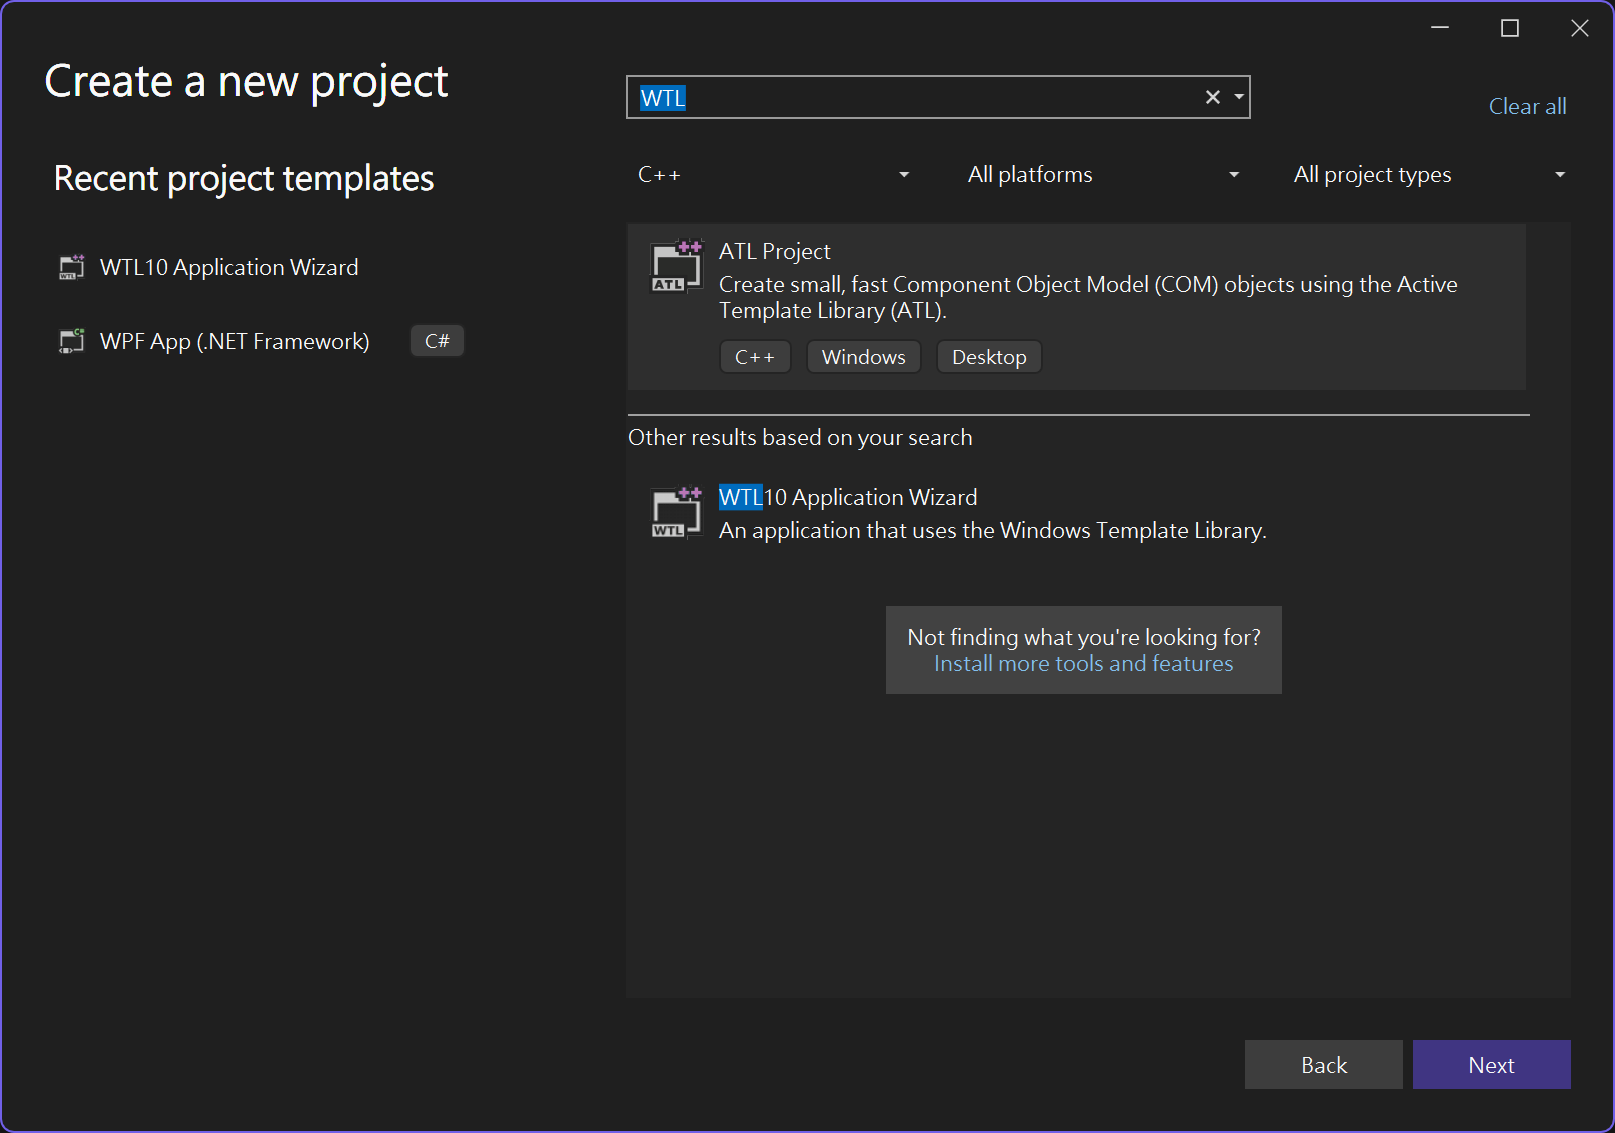 Create a new project
WTL
Clear all
Recent project templates
C++
All platforms
All project types
WTL10 Application Wizard
WPF App (.NET Framework)
C#
ATL Project
Create small, fast Component Object Model (COM) objects using the Active
Template Library (ATL).
C++
Windows
Desktop
Other results based on your search
WTL10 Application Wizard
An application that uses the Windows Template Library.
Not finding what you're looking for?
Install more tools and features
Back
Next
ATL
WTL
WTL